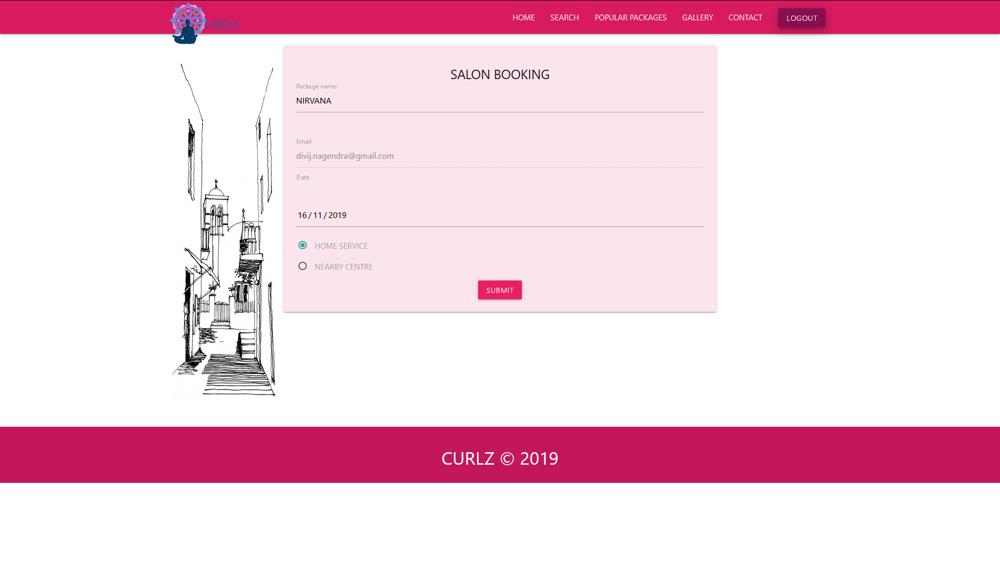 CURLZ
HOME SEARCH POPULAR PACKAGES GALLERY CONTACT LOGOUT
SALON BOOKING
Package name:
NIRVANA
Email
divij.nagendra@gmail.com
Date
16/11/2019
HOME SERVICE
NEARBY CENTRE
SUBMIT
CURLZ © 2019